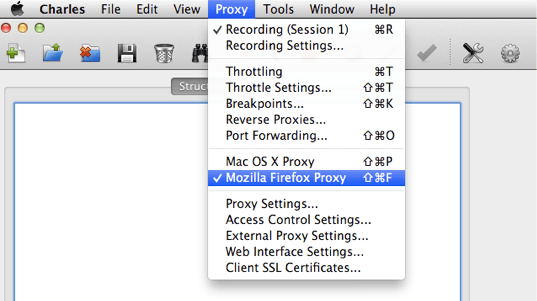 Charles File Edit View Proxy Tools Window Help
✓ Recording (Session 1) ⌘R
Recording Settings...
Throttling ⌘T
Throttle Settings... ⇧⌘T
Breakpoints... ⇧⌘K
Reverse Proxies...
Port Forwarding... ⇧⌘O
Mac OS X Proxy ⇧⌘P
✓ Mozilla Firefox Proxy ⇧⌘F
Proxy Settings...
Access Control Settings...
External Proxy Settings...
Web Interface Settings...
Client SSL Certificates...